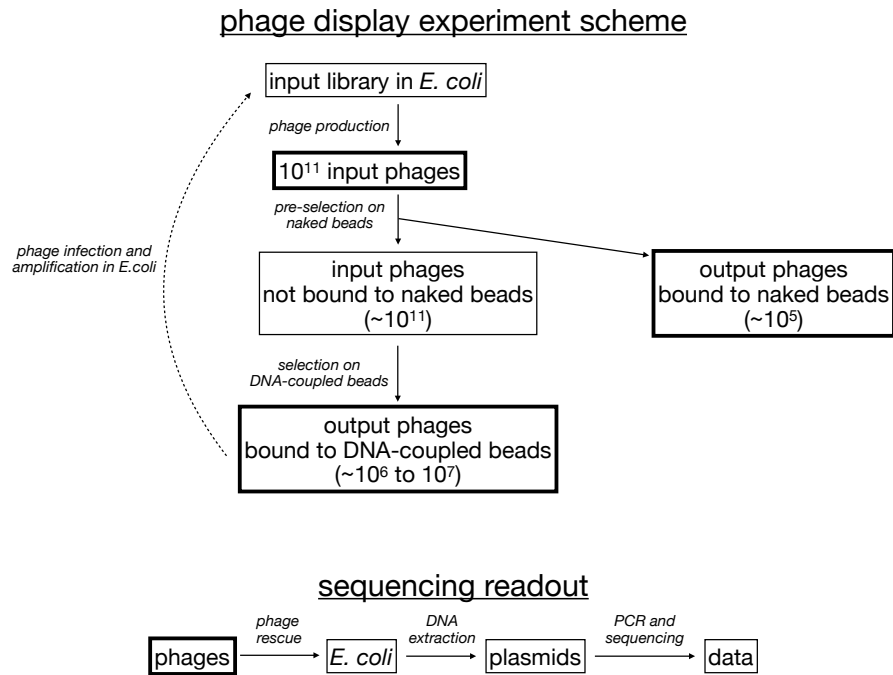 phage display experiment scheme
input library in E. coli
phage production
10¹¹ input phages
pre-selection on
naked beads
phage infection and
amplification in E.coli
input phages
not bound to naked beads
(~10¹¹)
output phages
bound to naked beads
(~10⁵)
selection on
DNA-coupled beads
output phages
bound to DNA-coupled beads
(~10⁶ to 10⁷)
sequencing readout
phage
rescue
DNA
extraction
PCR and
sequencing
phages
E. coli
plasmids
data